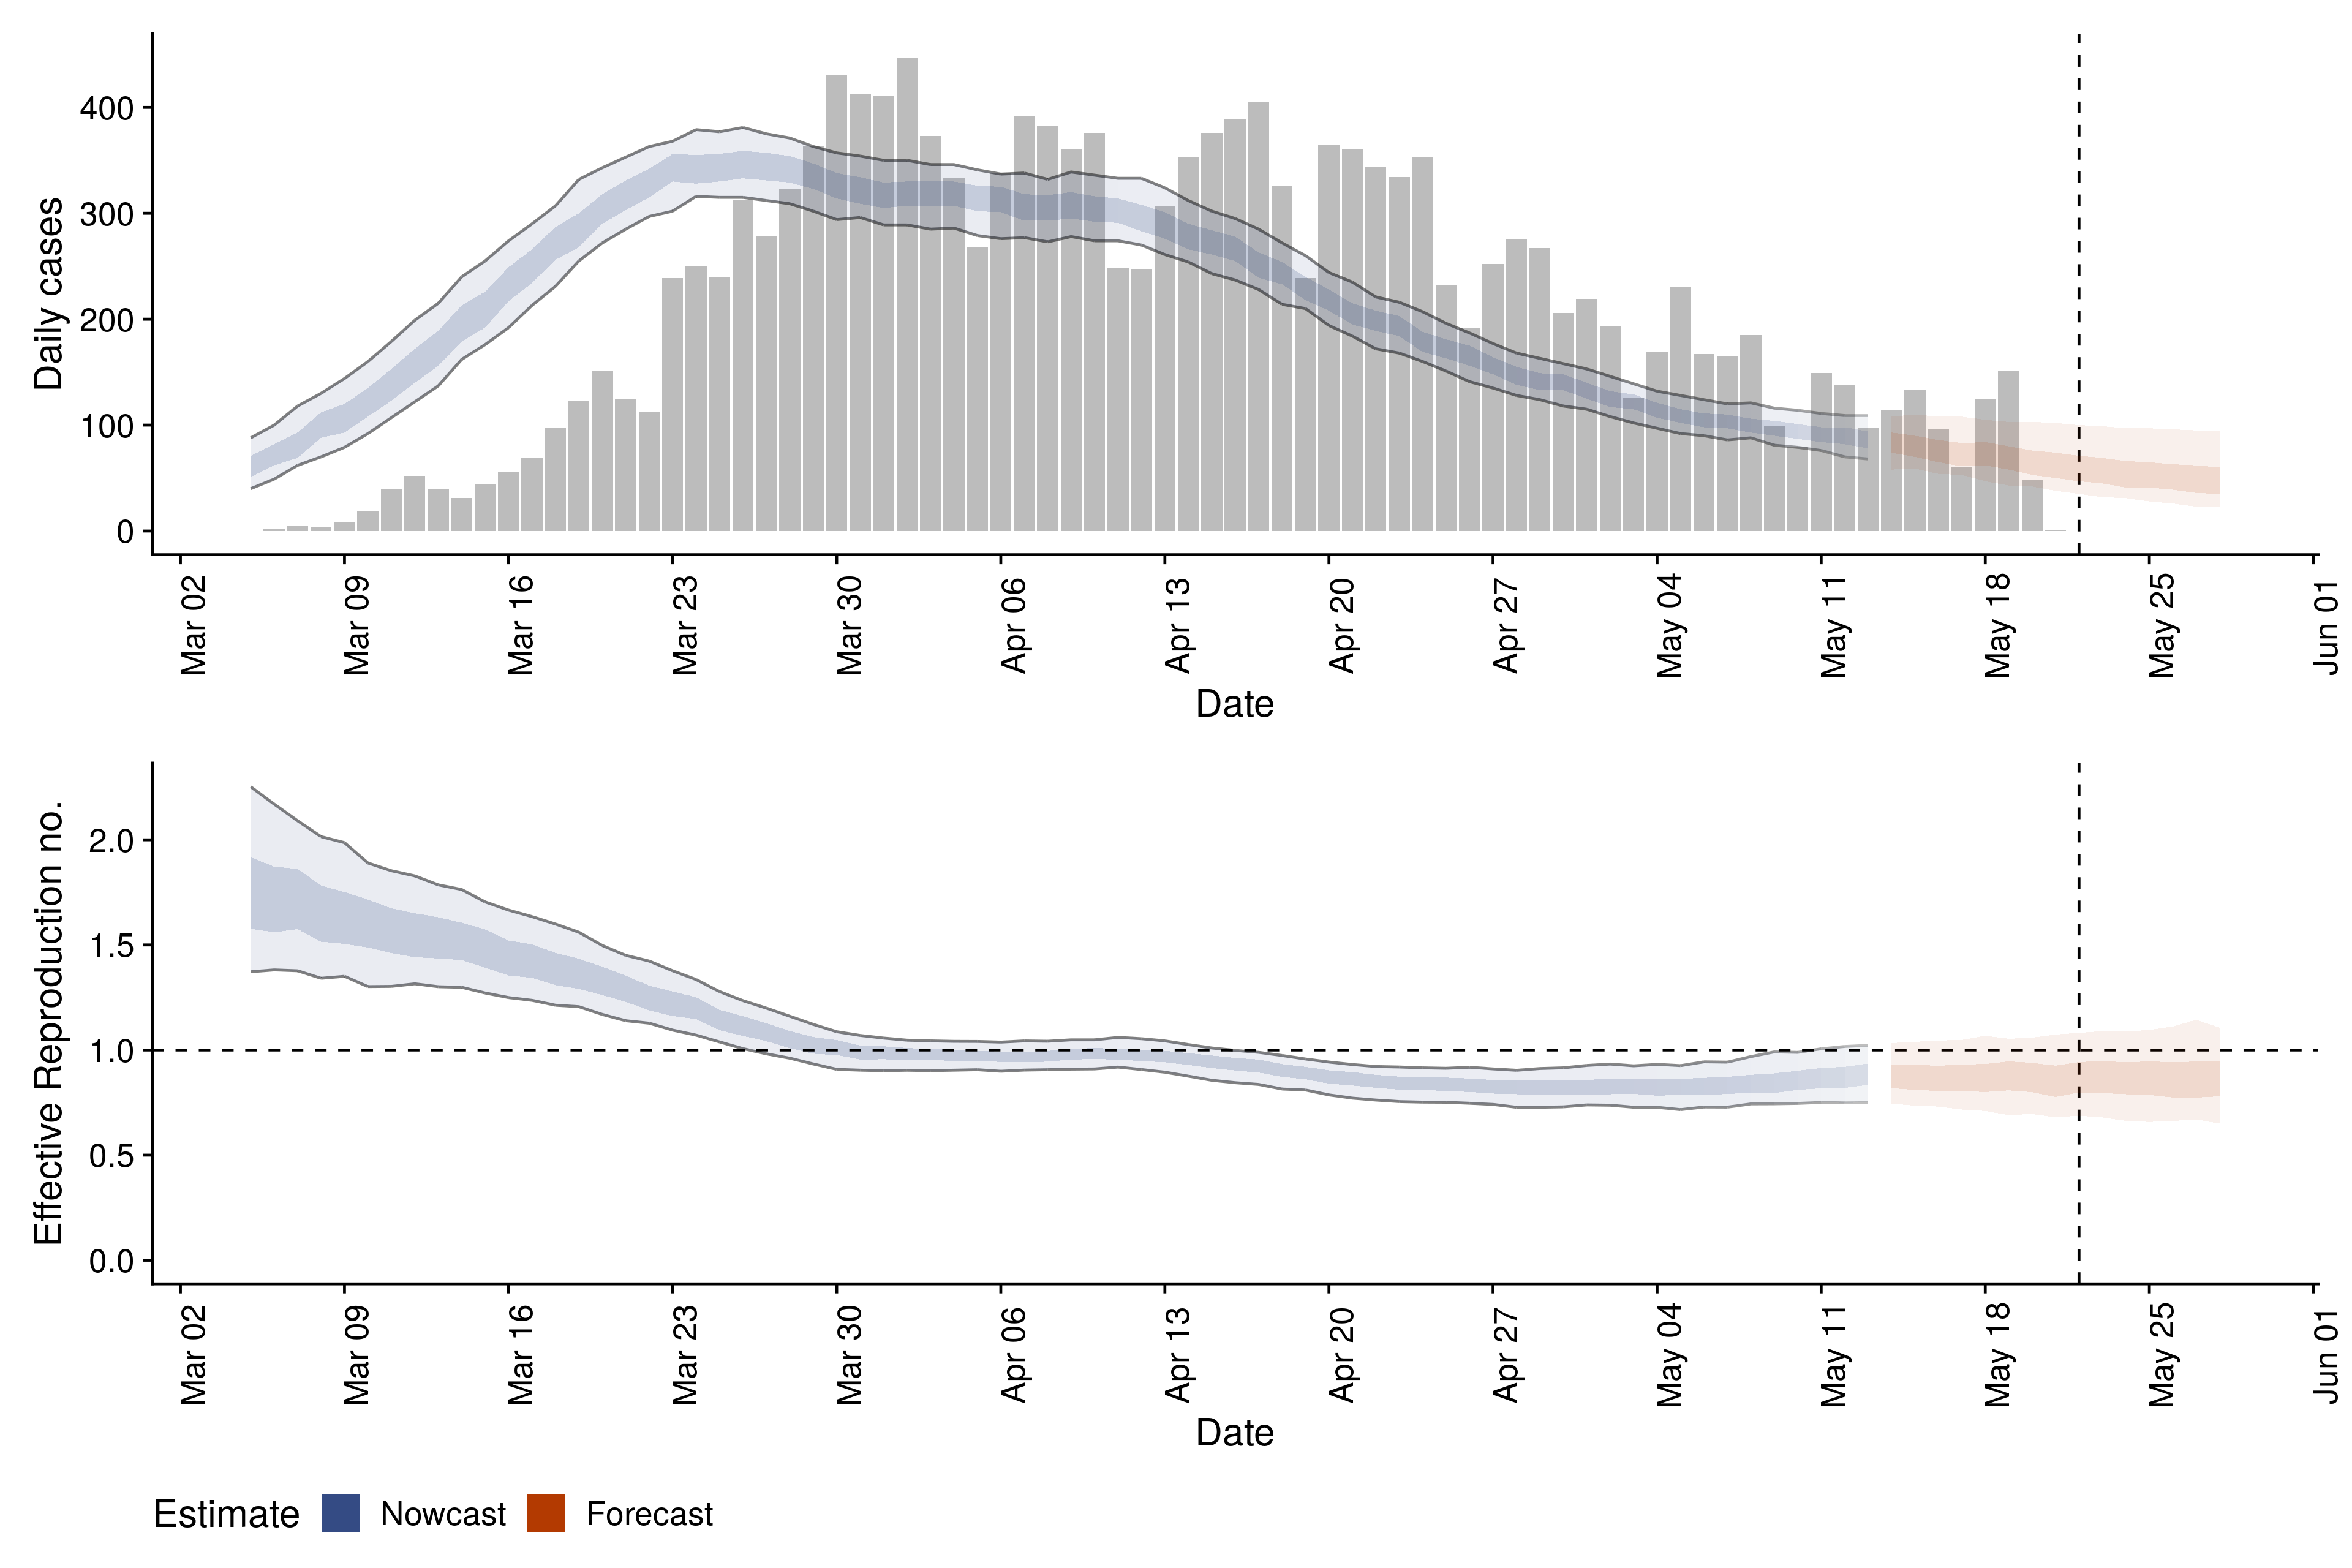 Daily cases
400
300
200
100
0
Mar 02
Mar 09
Mar 16
Mar 23
Mar 30
Apr 06
Apr 13
Apr 20
Apr 27
May 04
May 11
May 18
May 25
Jun 01
Date
Effective Reproduction no.
2.0
1.5
1.0
0.5
0.0
Mar 02
Mar 09
Mar 16
Mar 23
Mar 30
Apr 06
Apr 13
Apr 20
Apr 27
May 04
May 11
May 18
May 25
Jun 01
Date
Estimate Nowcast Forecast